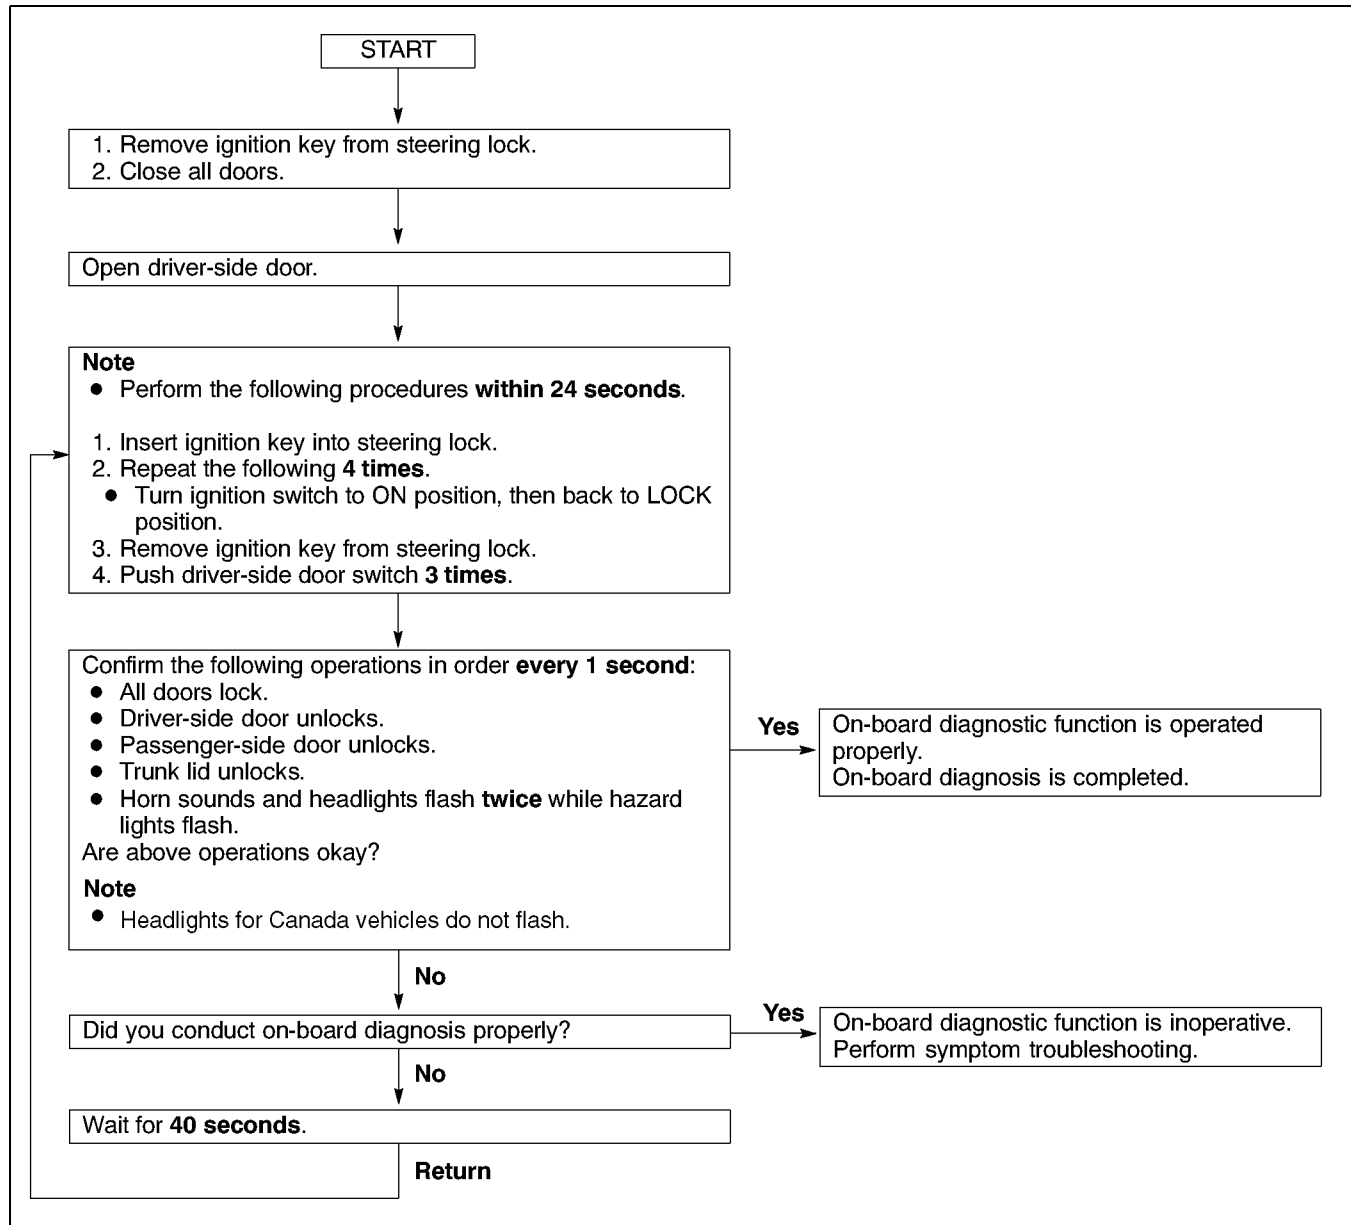 START
1. Remove ignition key from steering lock.
2. Close all doors.
Open driver-side door.
Note
● Perform the following procedures within 24 seconds.
1. Insert ignition key into steering lock.
2. Repeat the following 4 times.
● Turn ignition switch to ON position, then back to LOCK
position.
3. Remove ignition key from steering lock.
4. Push driver-side door switch 3 times.
Confirm the following operations in order every 1 second:
● All doors lock.
● Driver-side door unlocks.
● Passenger-side door unlocks.
● Trunk lid unlocks.
● Horn sounds and headlights flash twice while hazard
lights flash.
Are above operations okay?
Note
● Headlights for Canada vehicles do not flash.
Yes
On-board diagnostic function is operated
properly.
On-board diagnosis is completed.
No
Did you conduct on-board diagnosis properly?
Yes
On-board diagnostic function is inoperative.
Perform symptom troubleshooting.
No
Wait for 40 seconds.
Return